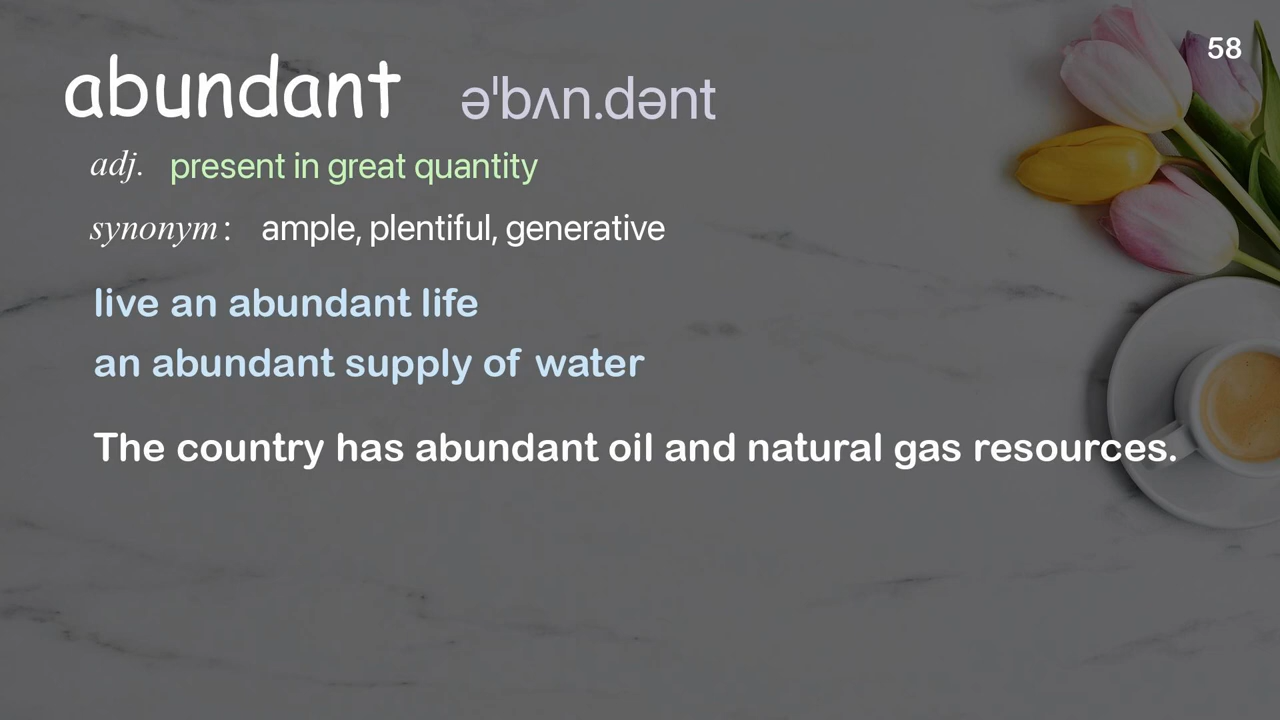 58
abundant ə'bʌn.dənt
adj. present in great quantity
synonym: ample, plentiful, generative
live an abundant life
an abundant supply of water
The country has abundant oil and natural gas resources.